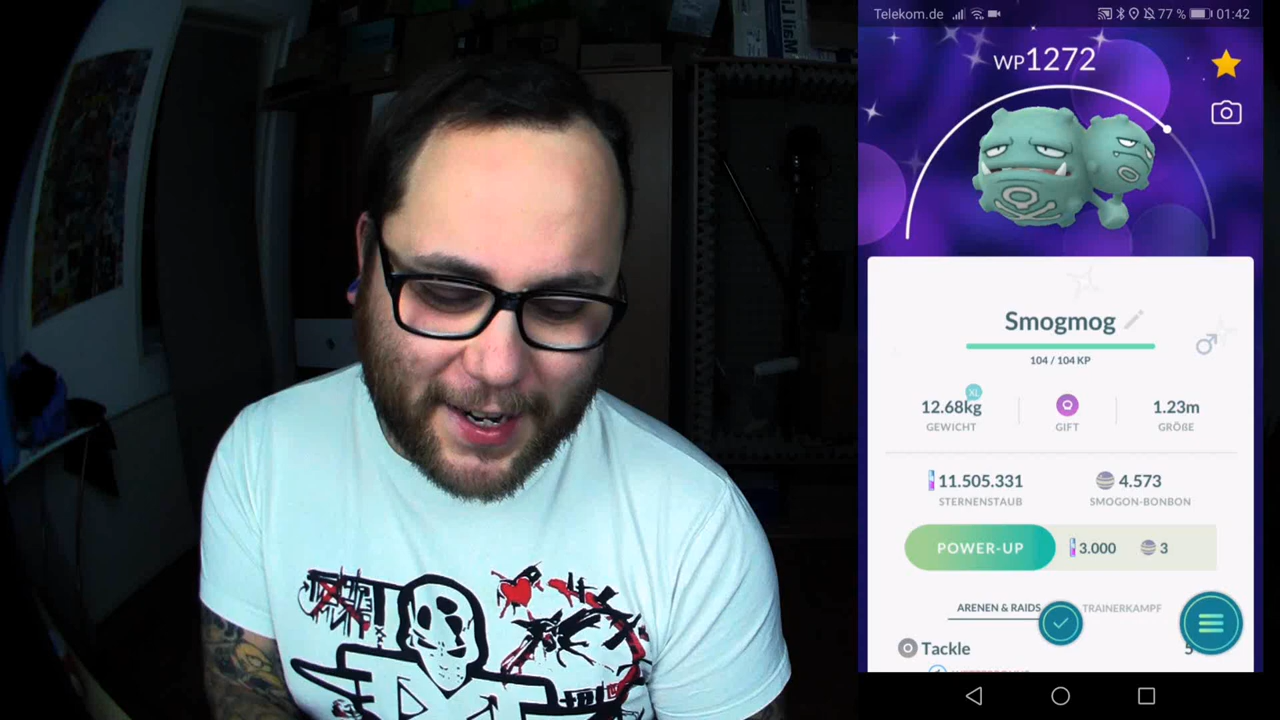 Telekom.de
77 %
01:42
WP1272
Smogmog
104 / 104 KP
XL
12.68kg
1.23m
GEWICHT
GIFT
GRÖßE
11.505.331
4.573
STERNENSTAUB
SMOGON-BONBON
POWER-UP
3.000
3
ARENEN & RAIDS
TRAINERKAMPF
Tackle